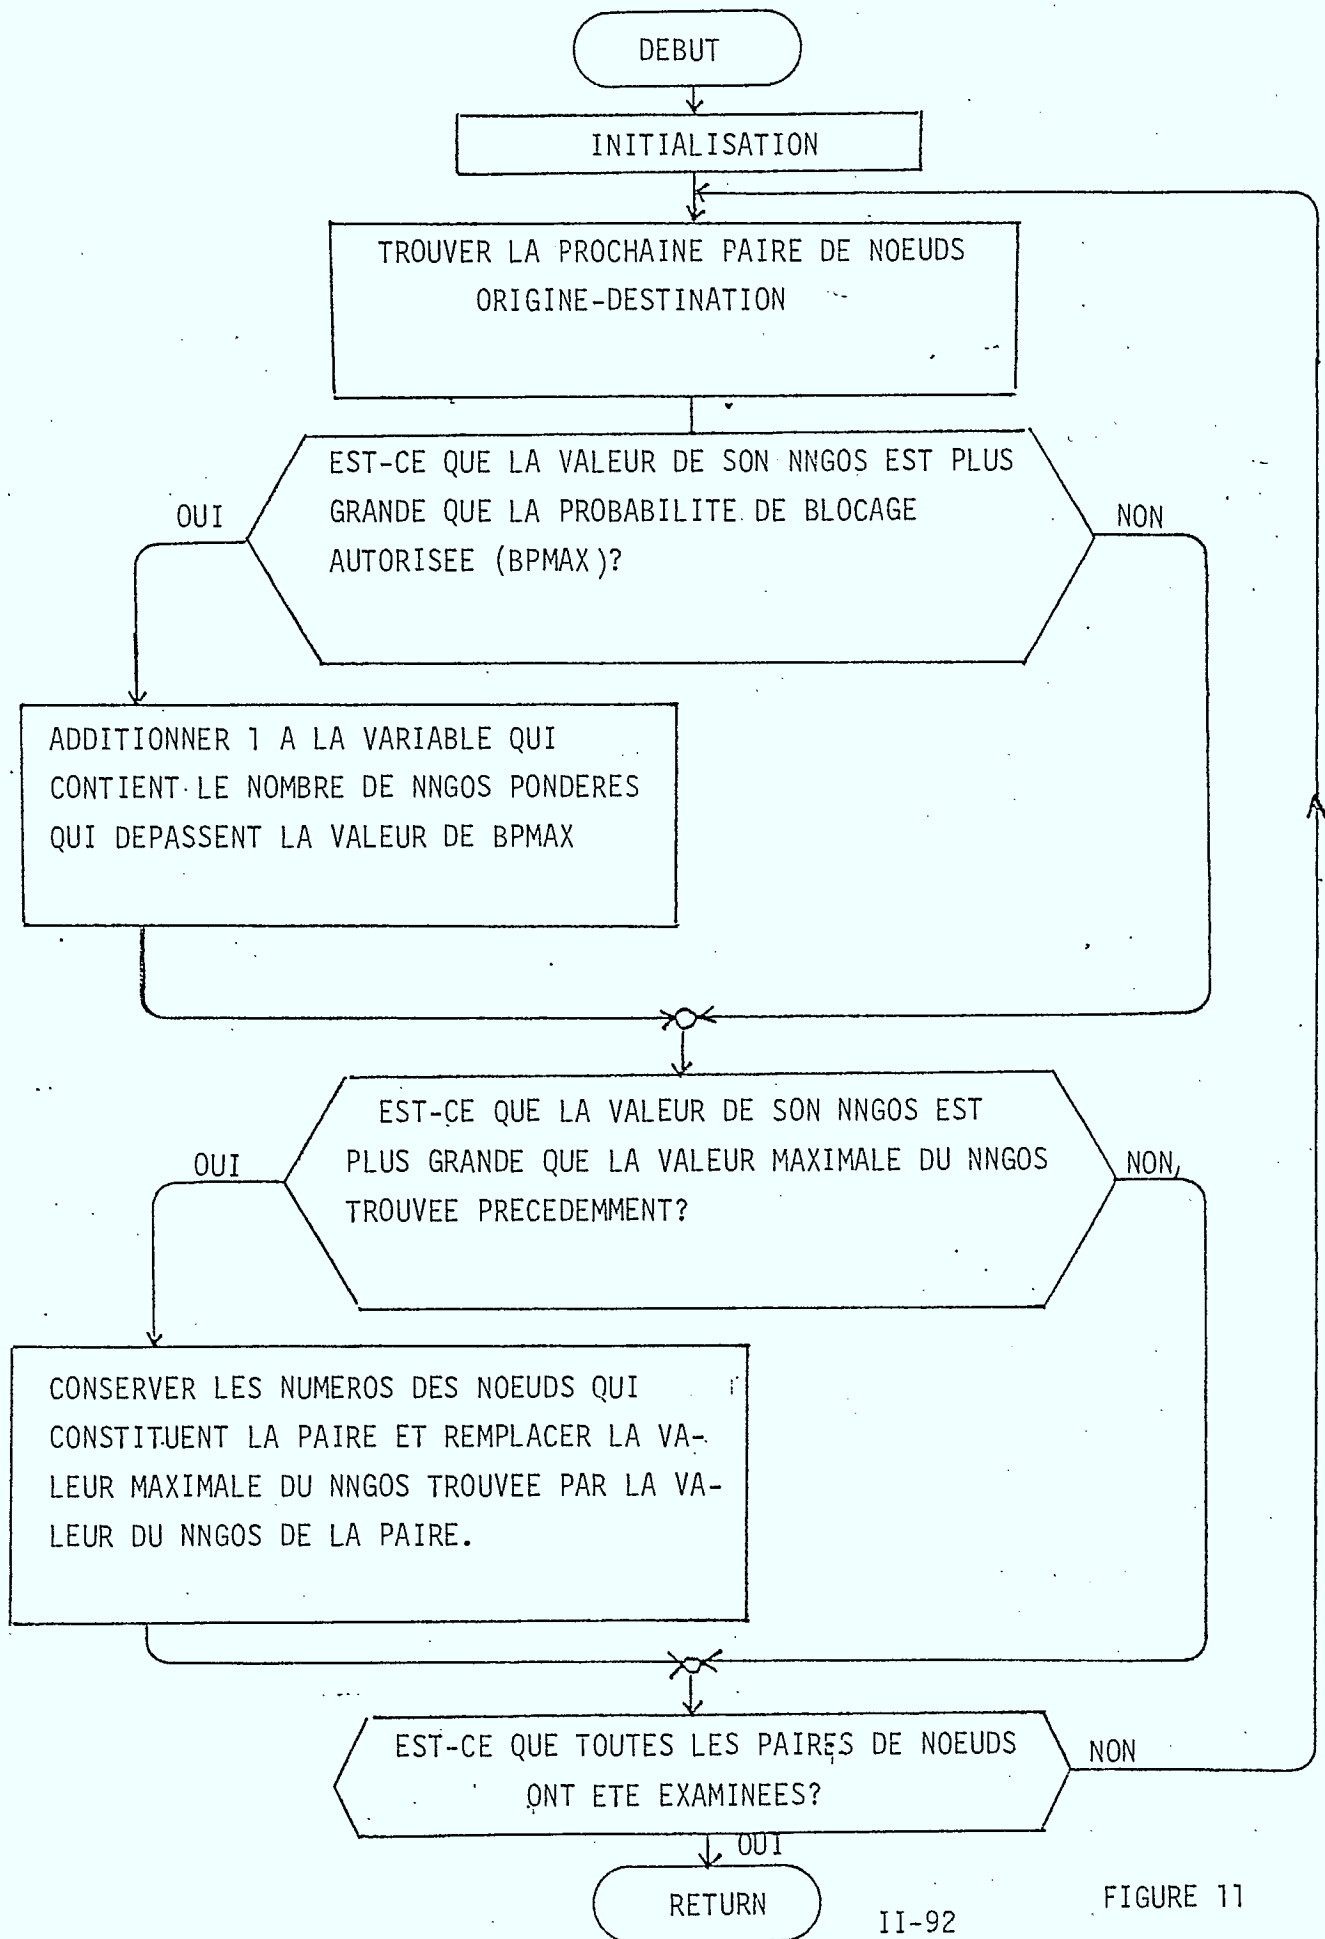 DEBUT
INITIALISATION
TROUVER LA PROCHAINE PAIRE DE NOEUDS
ORIGINE-DESTINATION
EST-CE QUE LA VALEUR DE SON NNGOS EST PLUS
GRANDE QUE LA PROBABILITE DE BLOCAGE
AUTORISEE (BPMAX)?
OUI
NON
ADDITIONNER 1 A LA VARIABLE QUI
CONTIENT LE NOMBRE DE NNGOS PONDERES
QUI DEPASSENT LA VALEUR DE BPMAX
EST-CE QUE LA VALEUR DE SON NNGOS EST
PLUS GRANDE QUE LA VALEUR MAXIMALE DU NNGOS
TROUVEE PRECEDEMMENT?
OUI
NON
CONSERVER LES NUMEROS DES NOEUDS QUI
CONSTITUENT LA PAIRE ET REMPLACER LA VA-
LEUR MAXIMALE DU NNGOS TROUVEE PAR LA VA-
LEUR DU NNGOS DE LA PAIRE.
EST-CE QUE TOUTES LES PAIRES DE NOEUDS
ONT ETE EXAMINEES?
NON
OUI
RETURN
II-92
FIGURE 11